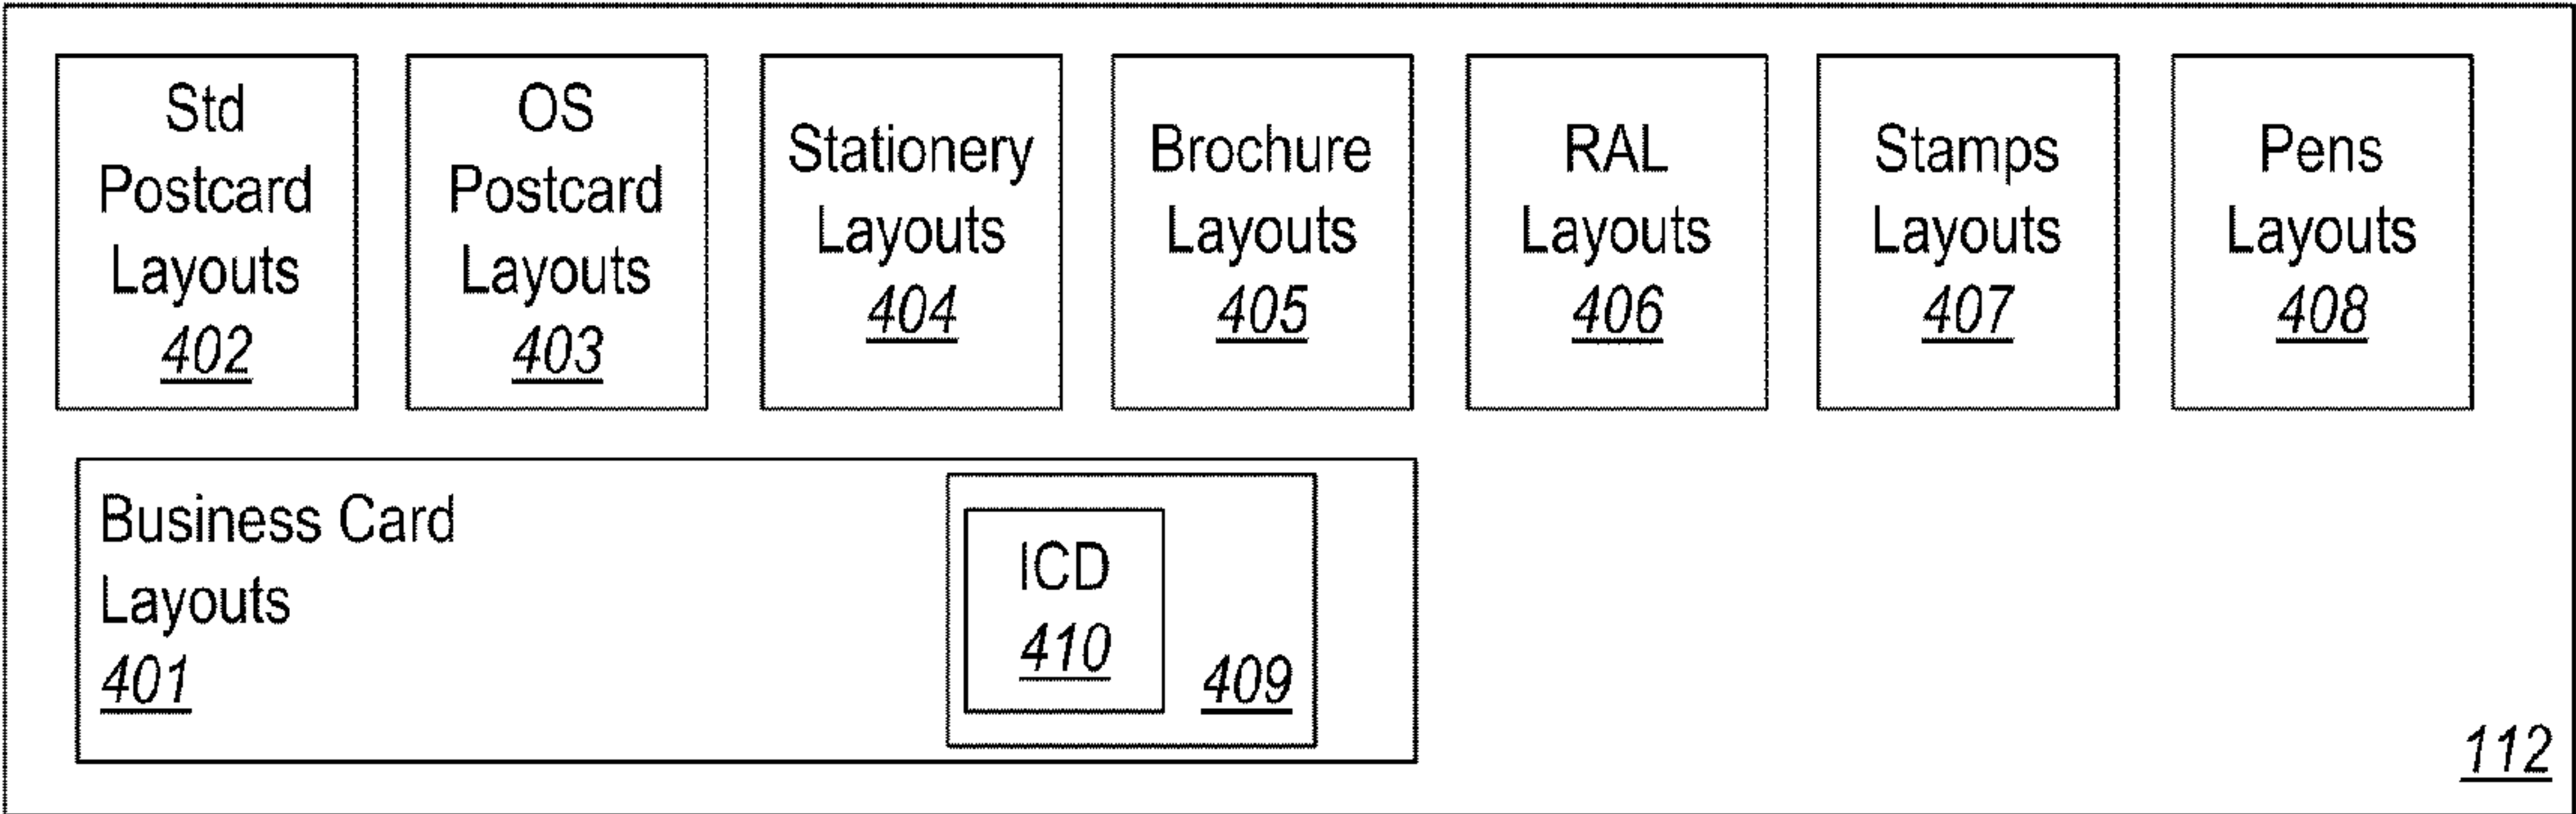 Std
Postcard
Layouts
402
OS
Postcard
Layouts
403
Stationery
Layouts
404
Brochure
Layouts
405
RAL
Layouts
406
Stamps
Layouts
407
Pens
Layouts
408
Business Card
Layouts
401
ICD
410
409
112